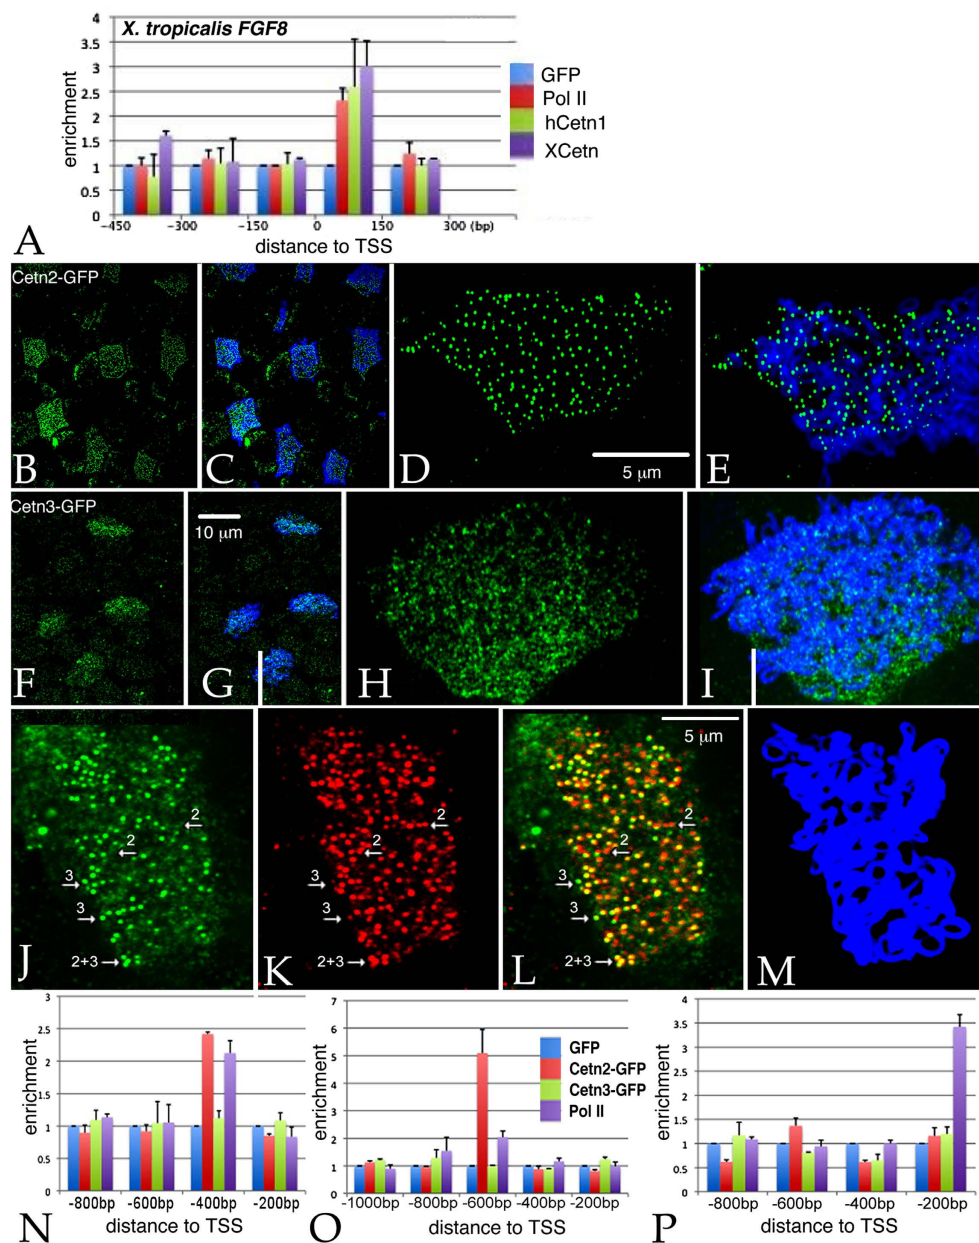 X. tropicalis FGF8
enrichment
4
3.5
3
2.5
2
1.5
1
0.5
0
-450 -300 -150 0 150 300 (bp)
distance to TSS
GFP
Pol II
hCetn1
XCetn
A
Cetn2-GFP
B
C
D
5 μm
E
Cetn3-GFP
F
10 μm
G
H
I
2
2
3
3
2+3
J
2
2
3
3
2+3
K
5 μm
2
2
3
3
2+3
L
M
enrichment
3
2.5
2
1.5
1
0.5
0
-800bp -600bp -400bp -200bp
distance to TSS
N
enrichment
7
6
5
4
3
2
1
0
-1000bp -800bp -600bp -400bp -200bp
distance to TSS
GFP
Cetn2-GFP
Cetn3-GFP
Pol II
O
enrichment
4
3.5
3
2.5
2
1.5
1
0.5
0
-800bp -600bp -400bp -200bp
distance to TSS
P